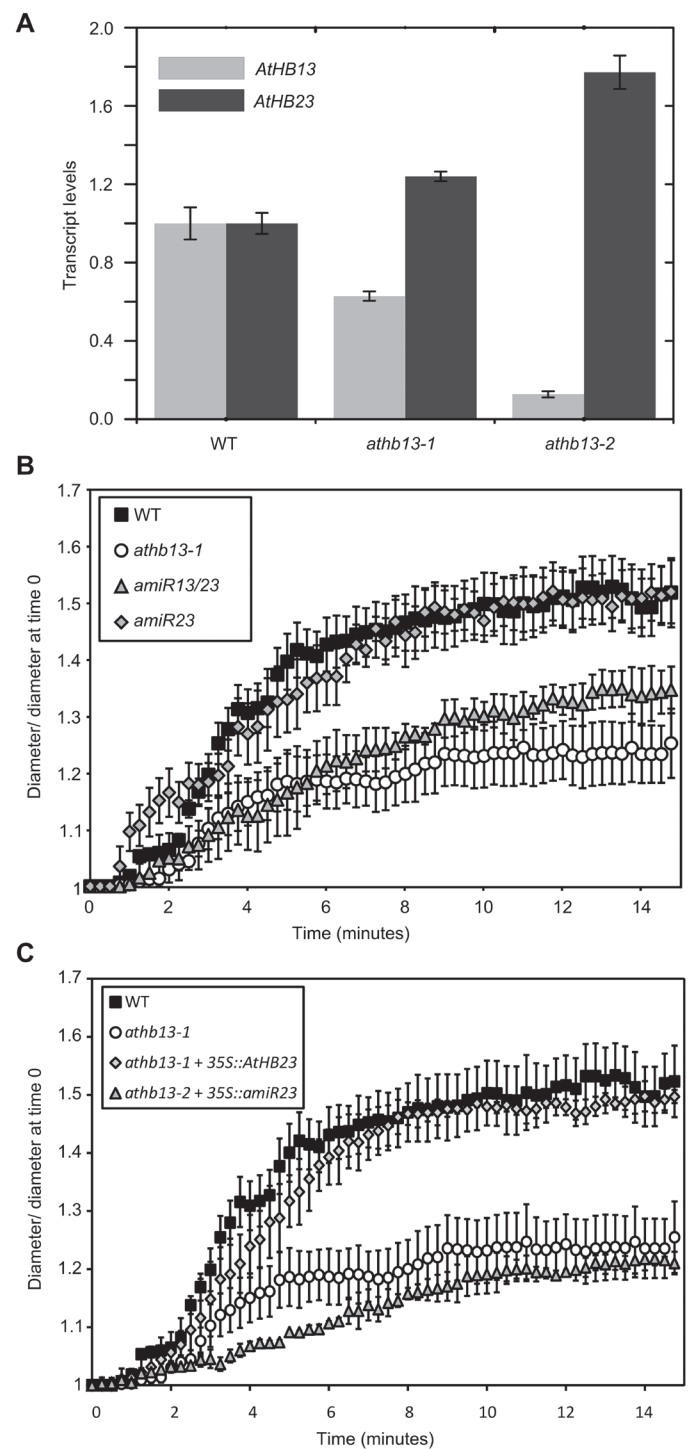 A
2.0
1.6
1.2
0.8
0.4
0.0
Transcript levels
AtHB13
AtHB23
WT
athb13-1
athb13-2
B
1.7
1.6
1.5
1.4
1.3
1.2
1.1
1
Diameter/ diameter at time 0
WT
athb13-1
amiR13/23
amiR23
0 2 4 6 8 10 12 14
Time (minutes)
C
1.7
1.6
1.5
1.4
1.3
1.2
1.1
1
Diameter/ diameter at time 0
WT
athb13-1
athb13-1 + 35S::AtHB23
athb13-2 + 35S::amiR23
0 2 4 6 8 10 12 14
Time (minutes)